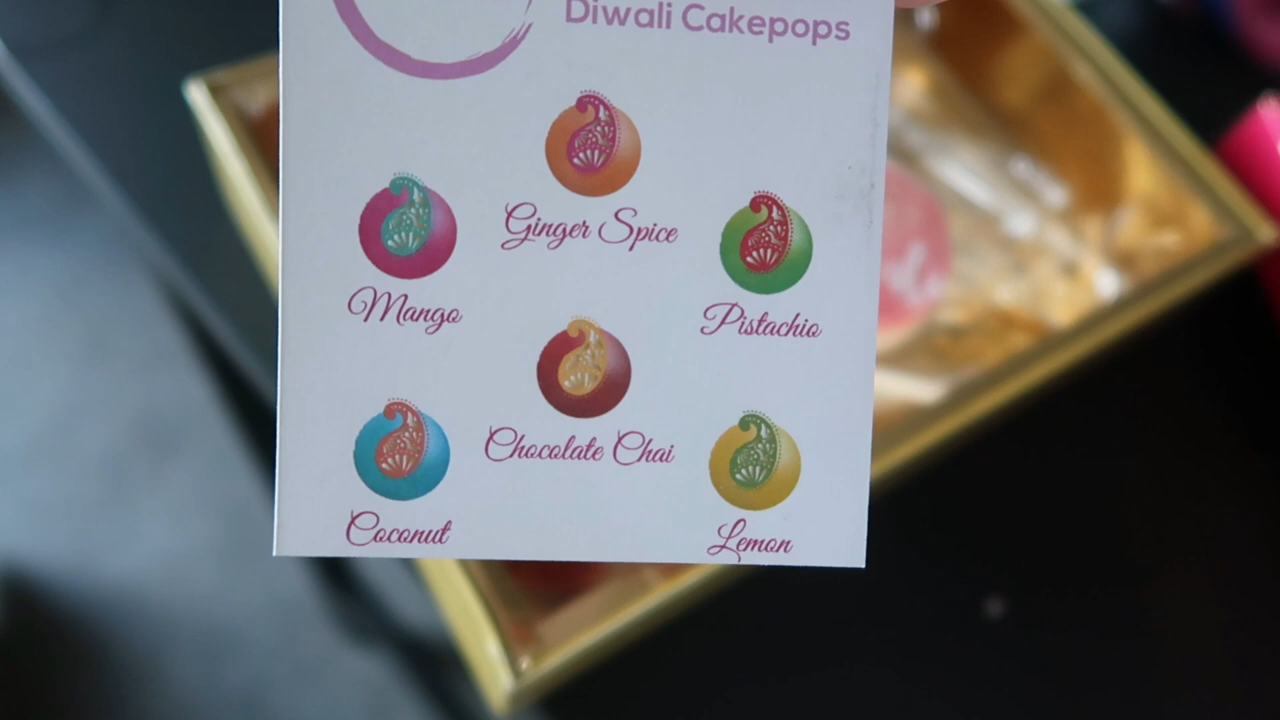 Diwali Cakepops
Ginger Spice
Mango
Pistachio
Chocolate Chai
Coconut
Lemon